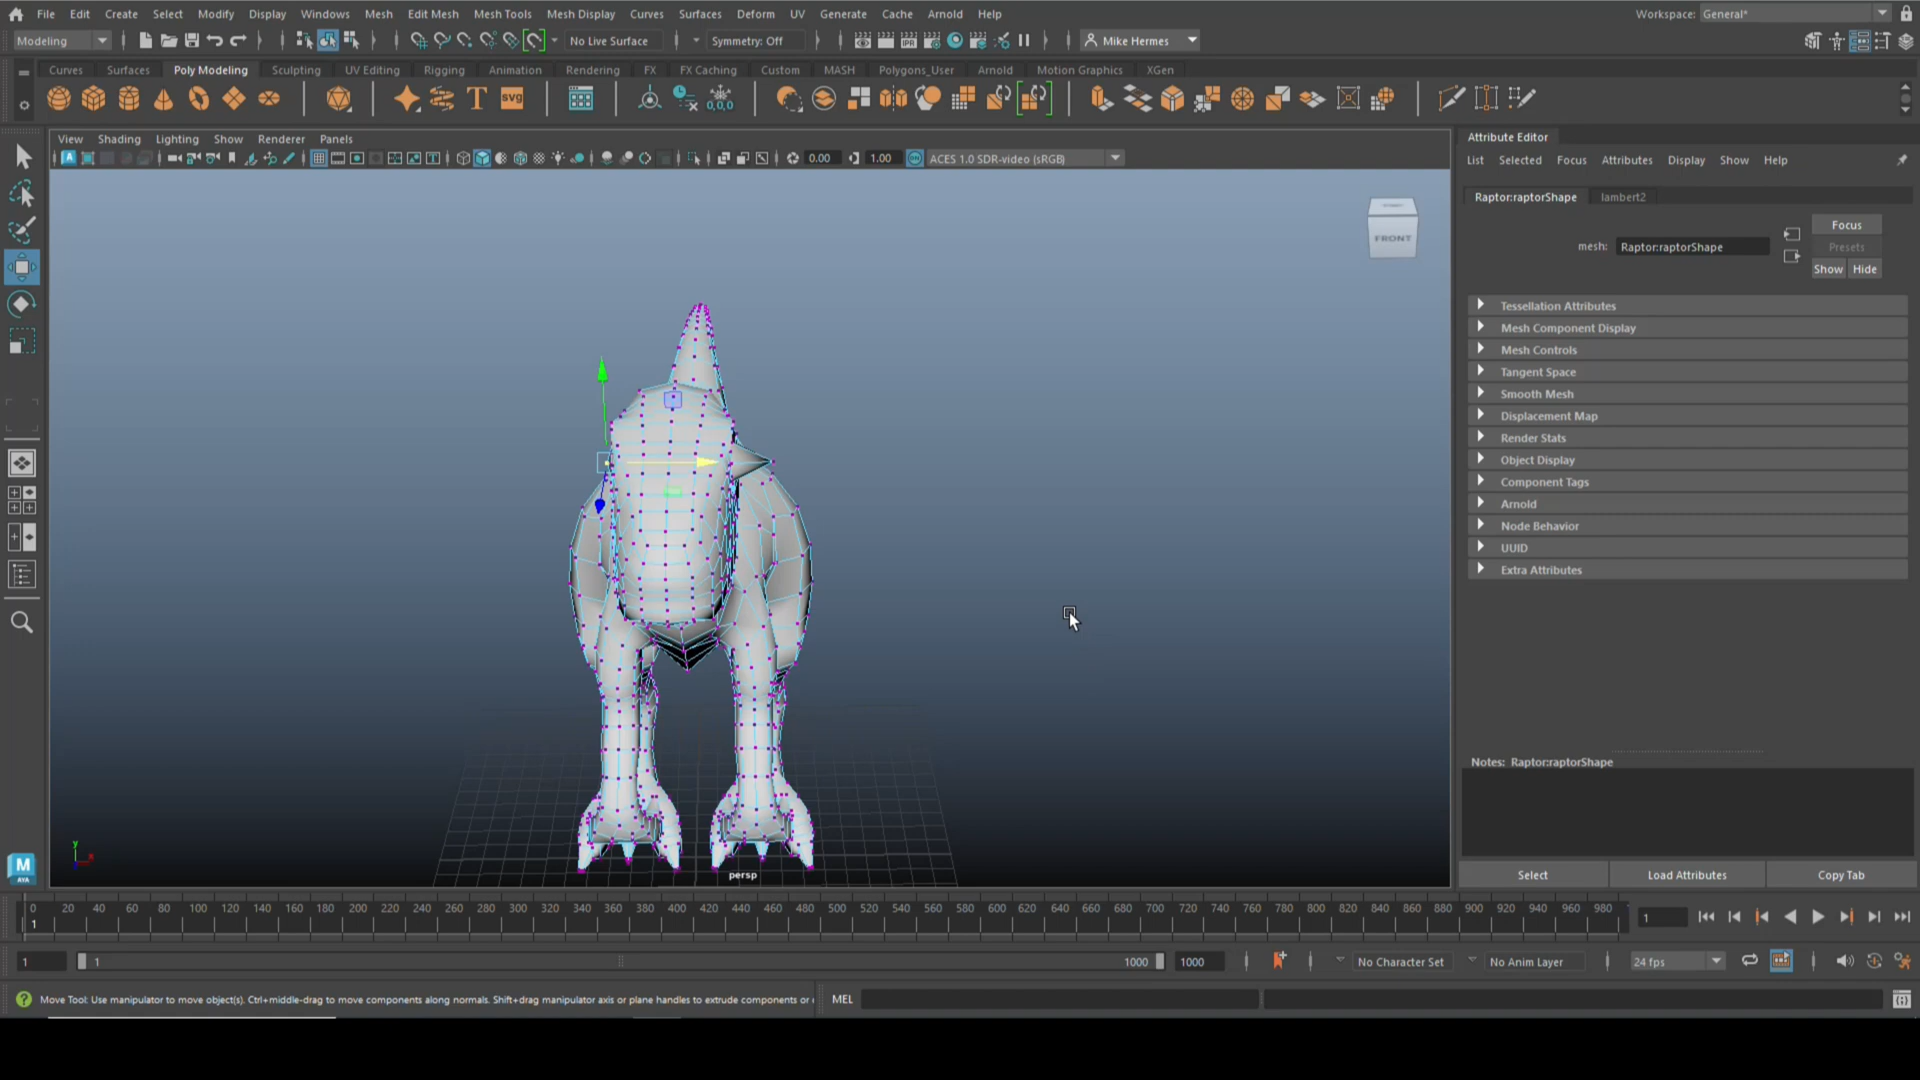 File Edit Create Select Modify Display Windows Mesh Edit Mesh Mesh Tools Mesh Display Curves Surfaces Deform UV Generate Cache Arnold Help
Workspace: General*
Modeling
No Live Surface
Symmetry: Off
Mike Hermes
Curves Surfaces Poly Modeling Sculpting UV Editing Rigging Animation Rendering FX FX Caching Custom MASH Polygons_User Arnold Motion Graphics XGen
SVG
0,0,0
View Shading Lighting Show Renderer Panels
0.00
1.00
ACES 1.0 SDR-video (sRGB)
FRONT
persp
y
Attribute Editor
List Selected Focus Attributes Display Show Help
Raptor:raptorShape lambert2
Focus
mesh: Raptor:raptorShape
Presets
Show Hide
Tessellation Attributes
Mesh Component Display
Mesh Controls
Tangent Space
Smooth Mesh
Displacement Map
Render Stats
Object Display
Component Tags
Arnold
Node Behavior
UUID
Extra Attributes
Notes: Raptor:raptorShape
Select Load Attributes Copy Tab
M
AYA
0 20 40 60 80 100 120 140 160 180 200 220 240 260 280 300 320 340 360 380 400 420 440 460 480 500 520 540 560 580 600 620 640 660 680 700 720 740 760 780 800 820 840 860 880 900 920 940 960 980
1
1
1
1
1000
1000
No Character Set
No Anim Layer
24 fps
Move Tool: Use manipulator to move object(s). Ctrl+middle-drag to move components along normals. Shift+drag manipulator axis or plane handles to extrude components or
MEL